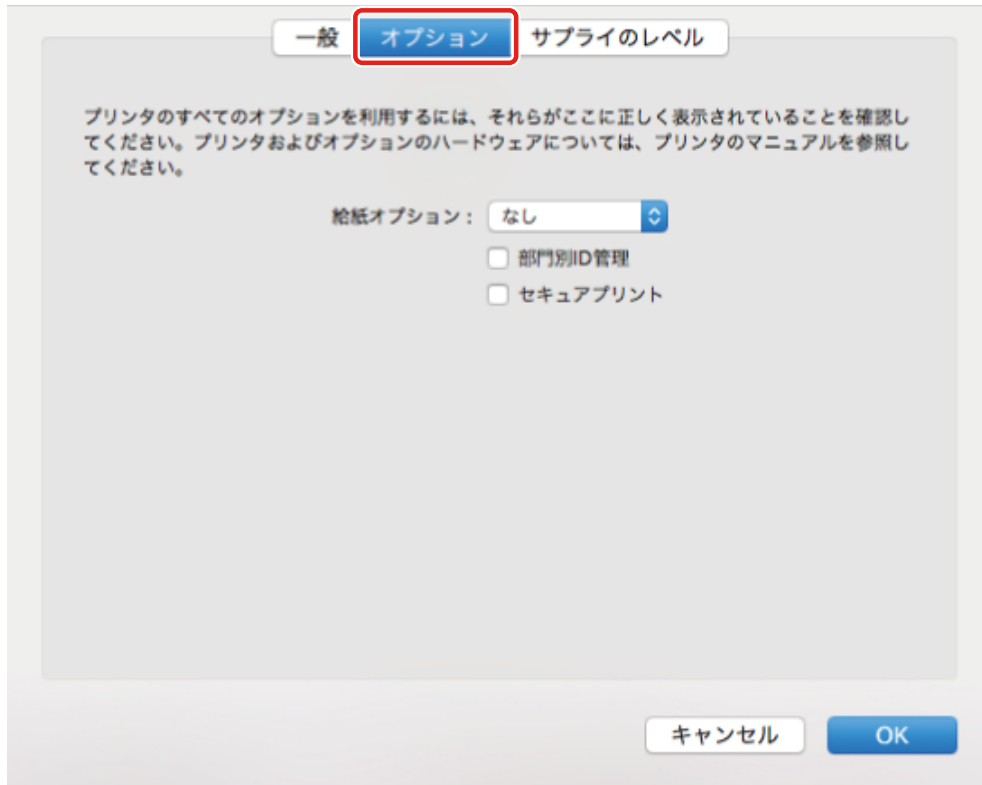 一般 オプション サプライのレベル
プリンタのすべてのオプションを利用するには、それらがここに正しく表示されていることを確認し
てください。プリンタおよびオプションのハードウェアについては、プリンタのマニュアルを参照し
てください。
給紙オプション： なし
部門別ID管理
セキュアプリント
キャンセル OK